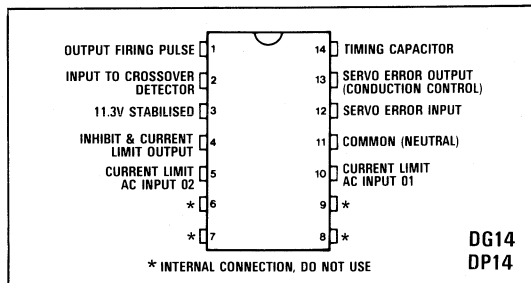 OUTPUT FIRING PULSE 1
INPUT TO CROSSOVER
DETECTOR 2
11.3V STABILISED 3
INHIBIT & CURRENT
LIMIT OUTPUT 4
CURRENT LIMIT
AC INPUT 02 5
* 6
* 7
14 TIMING CAPACITOR
13 SERVO ERROR OUTPUT
(CONDUCTION CONTROL)
12 SERVO ERROR INPUT
11 COMMON (NEUTRAL)
10 CURRENT LIMIT
AC INPUT 01
9 *
8 *
* INTERNAL CONNECTION, DO NOT USE
DG14
DP14